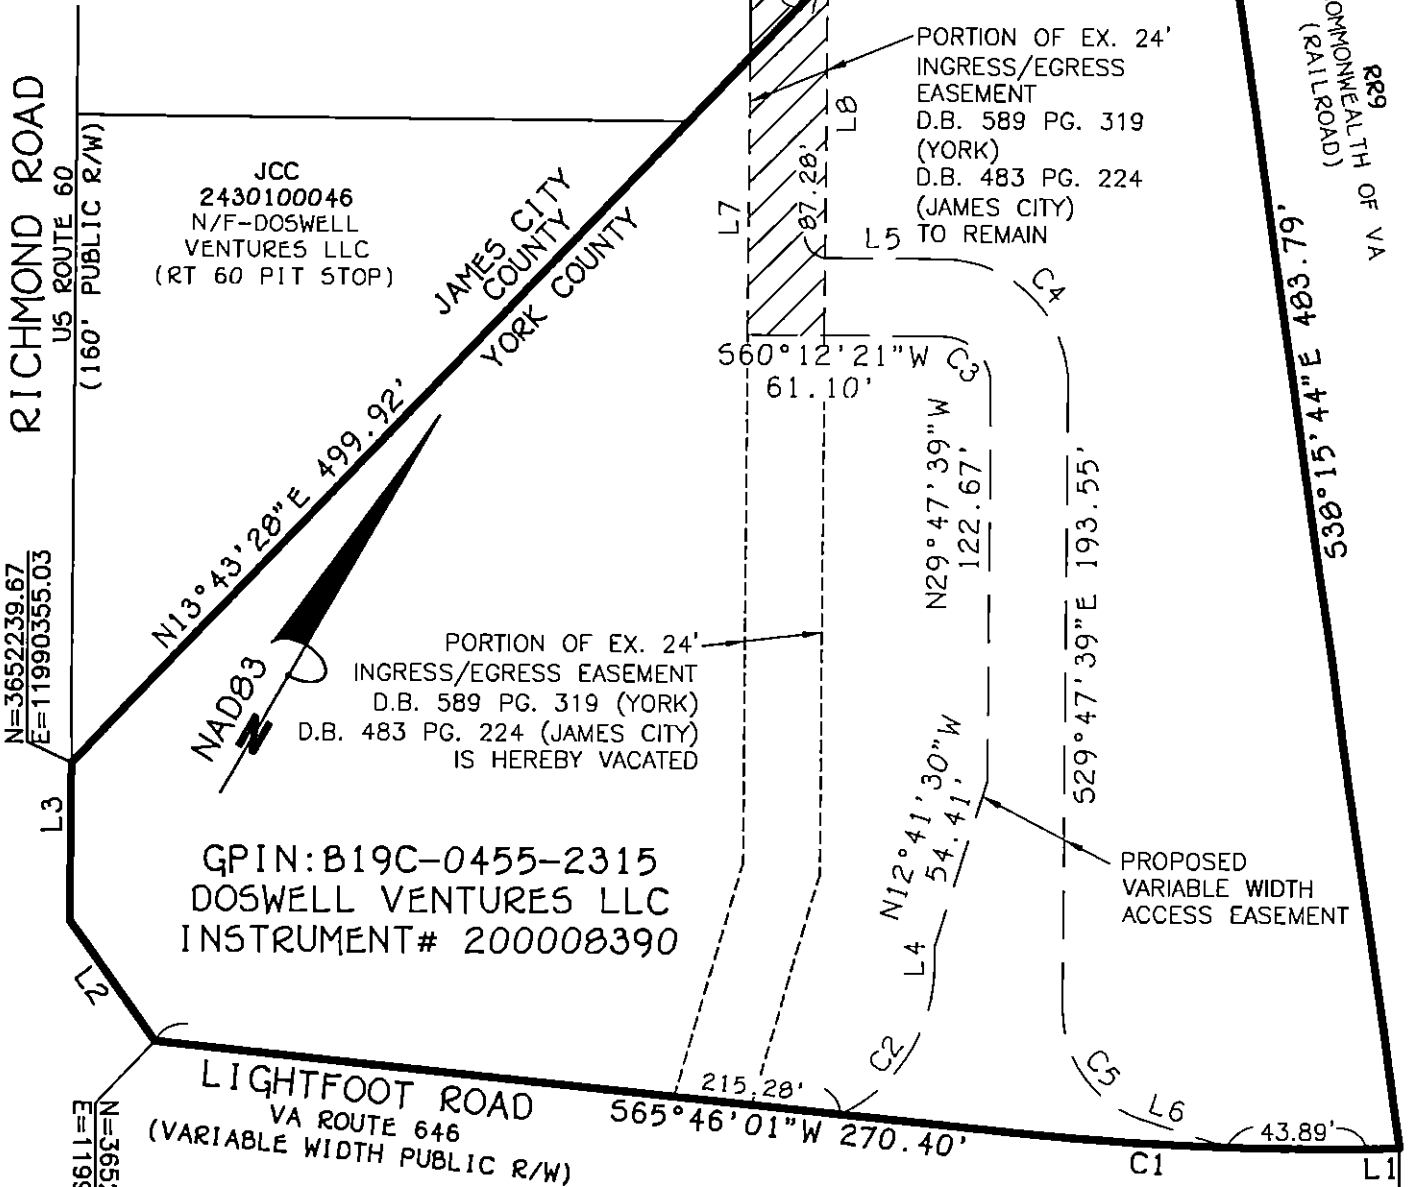 PORTION OF EX. 24'
INGRESS/EGRESS
EASEMENT
D.B. 589 PG. 319
(YORK)
D.B. 483 PG. 224
(JAMES CITY)
TO REMAIN
RR9
COMMONWEALTH OF VA
(RAILROAD)
RICHMOND ROAD
US ROUTE 60
(160' PUBLIC R/W)
JCC
2430100046
N/F-DOSWELL
VENTURES LLC
(RT 60 PIT STOP)
JAMES CITY
COUNTY
YORK COUNTY
L7
L8
87.28'
L5
C4
S38°15'44"E 483.79'
S60°12'21"W
61.10'
C3
N13°43'28"E 499.92'
N29°47'39"W
122.67'
S29°47'39"E 193.55'
N=3652239.67
E=11990355.03
NAD83
N
PORTION OF EX. 24'
INGRESS/EGRESS EASEMENT
D.B. 589 PG. 319 (YORK)
D.B. 483 PG. 224 (JAMES CITY)
IS HEREBY VACATED
L3
N12°41'30"W
54.41'
PROPOSED
VARIABLE WIDTH
ACCESS EASEMENT
GPIN:B19C-0455-2315
DOSWELL VENTURES LLC
INSTRUMENT# 200008390
L2
L4
C2
C5
L6
LIGHTFOOT ROAD
VA ROUTE 646
(VARIABLE WIDTH PUBLIC R/W)
215.28'
S65°46'01"W 270.40'
43.89'
C1
L1
N=365
E=1199